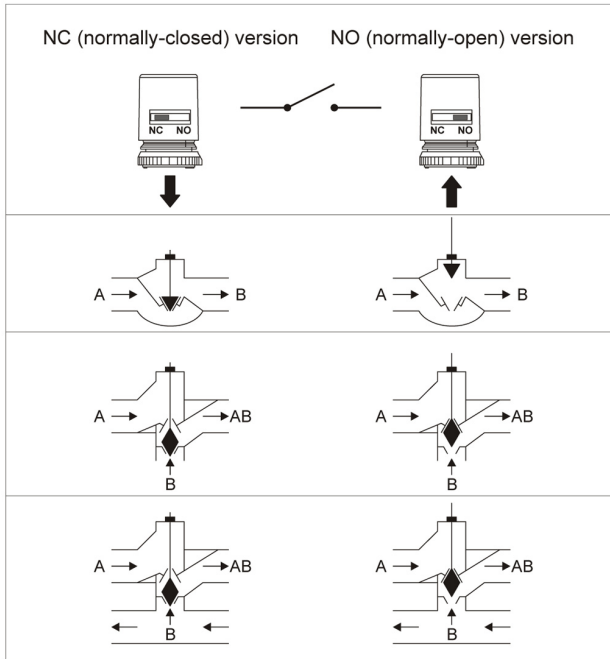 NC (normally-closed) version NO (normally-open) version
NC NO NC NO
A B A B
A AB A AB
B B
A AB A AB
B B